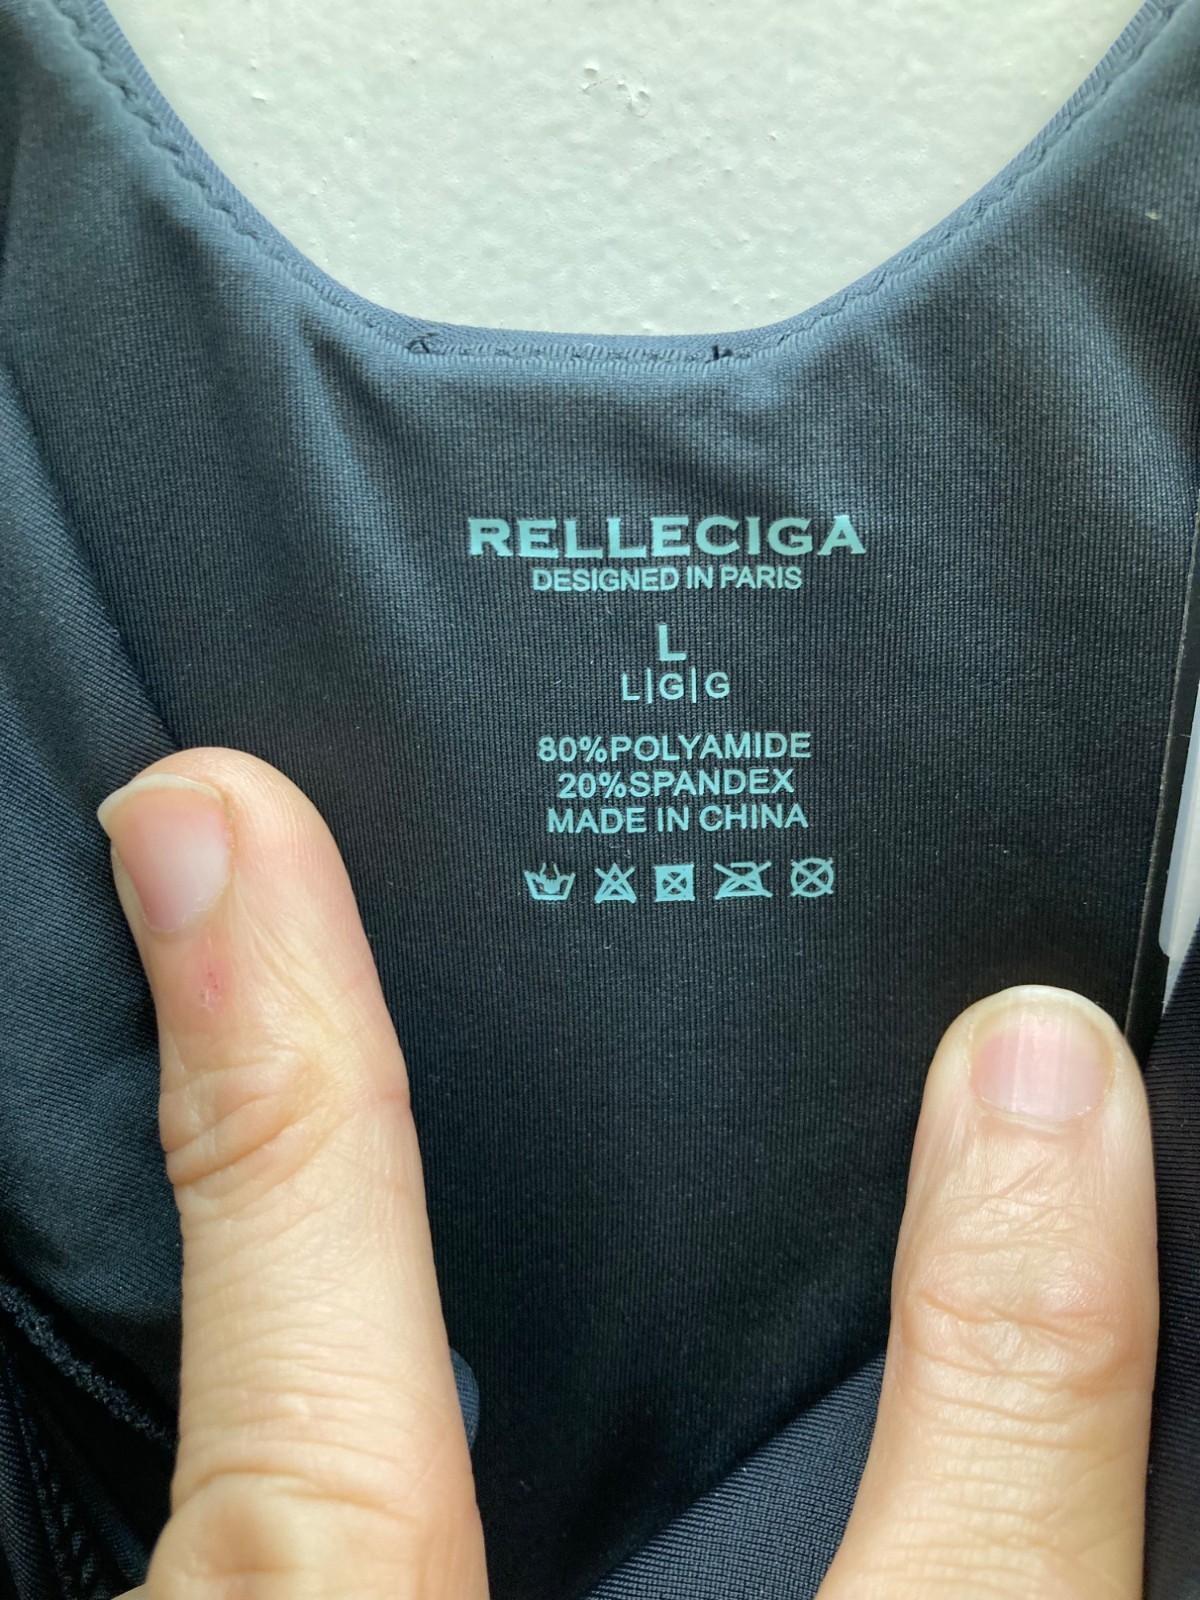 RELLECIGA
DESIGNED IN PARIS
L
L|G|G
80%POLYAMIDE
20%SPANDEX
MADE IN CHINA